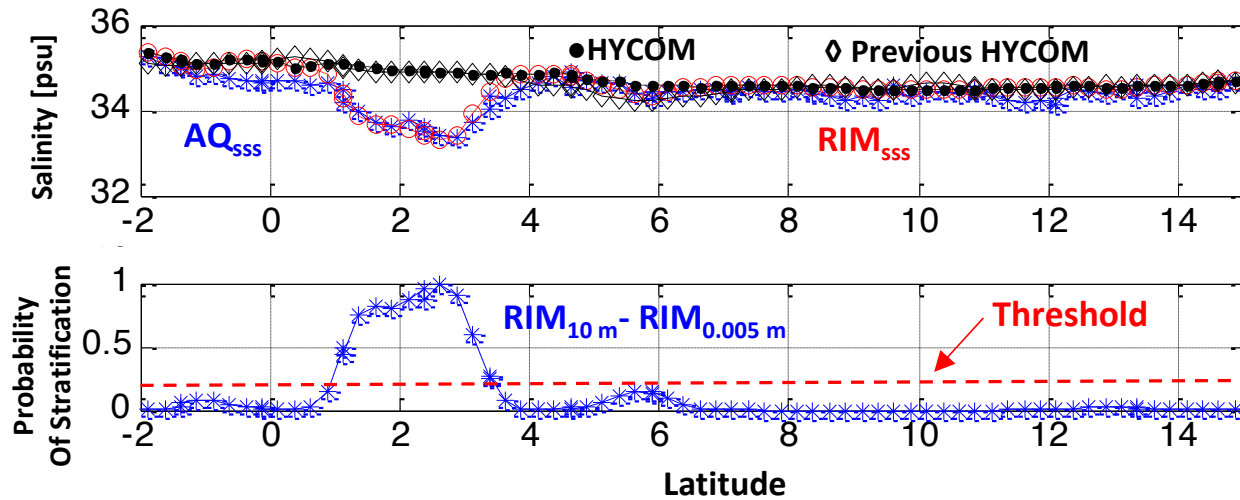 36
34
32
Salinity [psu]
●HYCOM
◊ Previous HYCOM
AQsss
RIMsss
-2 0 2 4 6 8 10 12 14
1
0.5
0
Probability
Of Stratification
RIM10 m- RIM0.005 m
Threshold
-2 0 2 4 6 8 10 12 14
Latitude